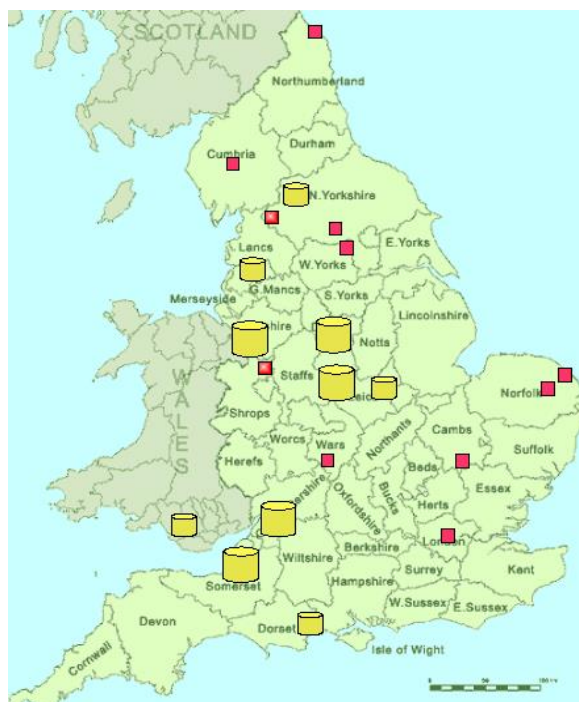 SCOTLAND
Northumberland
Durham
Cumbria
N.Yorkshire
Lancs
W.Yorks
E.Yorks
G.Mancs
S.Yorks
Merseyside
Lincolnshire
Notts
WALES
Staffs
Norfolk
Shrops
Cambs
Suffolk
Worcs
Wars
Northants
Herefs
Beds
Essex
Oxfordshire
Bucks
Herts
London
Wiltshire
Berkshire
Surrey
Kent
Hampshire
Somerset
W.Sussex
E.Sussex
Devon
Dorset
Isle of Wight
Cornwall